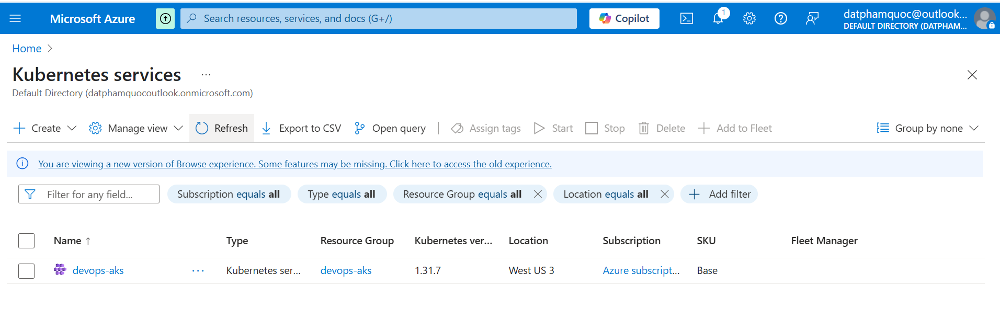 Microsoft Azure
Search resources, services, and docs (G+/)
Copilot
1
datphamquoc@outlook...
DEFAULT DIRECTORY (DATPHAM...
Home
Kubernetes services ...
Default Directory (datphamquocoutlook.onmicrosoft.com)
Create Manage view Refresh Export to CSV Open query Assign tags Start Stop Delete Add to Fleet Group by none
You are viewing a new version of Browse experience. Some features may be missing. Click here to access the old experience.
Filter for any field... Subscription equals all Type equals all Resource Group equals all Location equals all Add filter
Name ↑ Type Resource Group Kubernetes ver... Location Subscription SKU Fleet Manager
devops-aks ... Kubernetes ser... devops-aks 1.31.7 West US 3 Azure subscript... Base